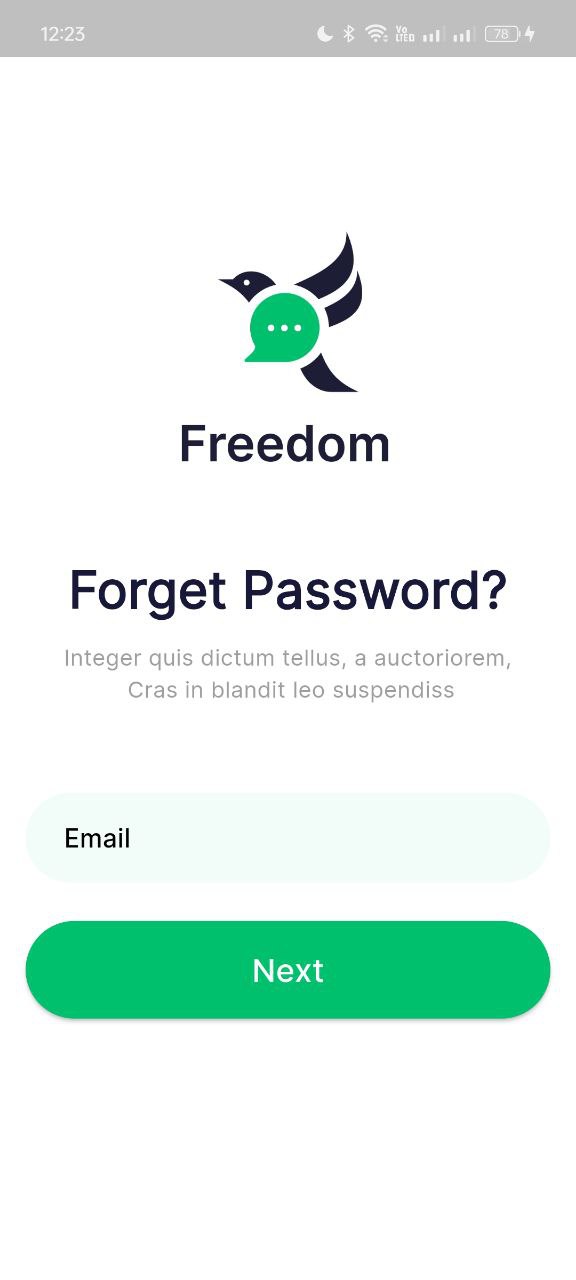 12:23
Vo
LTED
78
Freedom
Forget Password?
Integer quis dictum tellus, a auctoriorem,
Cras in blandit leo suspendiss
Email
Next